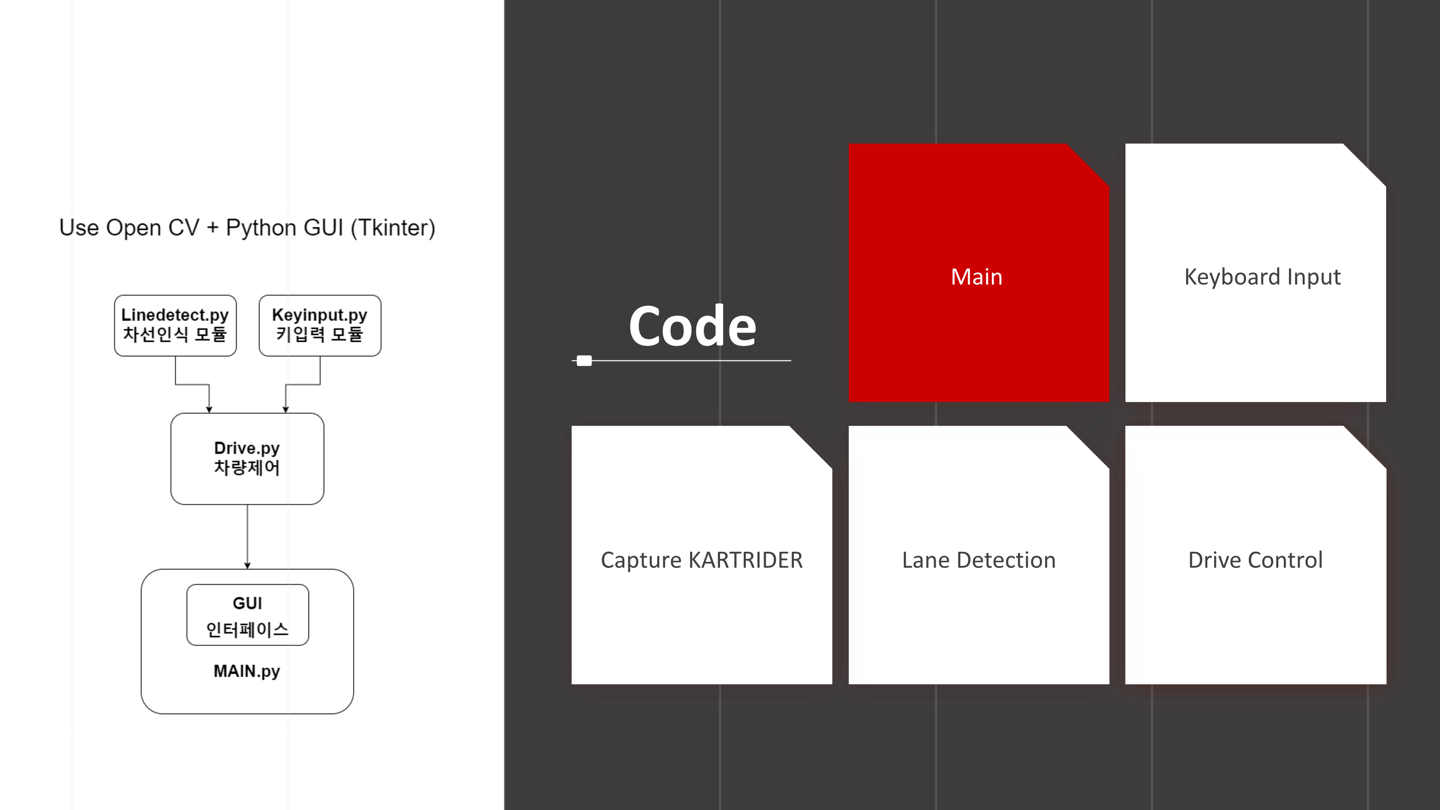 Use Open CV + Python GUI (Tkinter)
Linedetect.py
차선인식 모듈
Keyinput.py
키입력 모듈
Drive.py
차량제어
GUI
인터페이스
MAIN.py
Code
Main
Keyboard Input
Capture KARTRIDER
Lane Detection
Drive Control